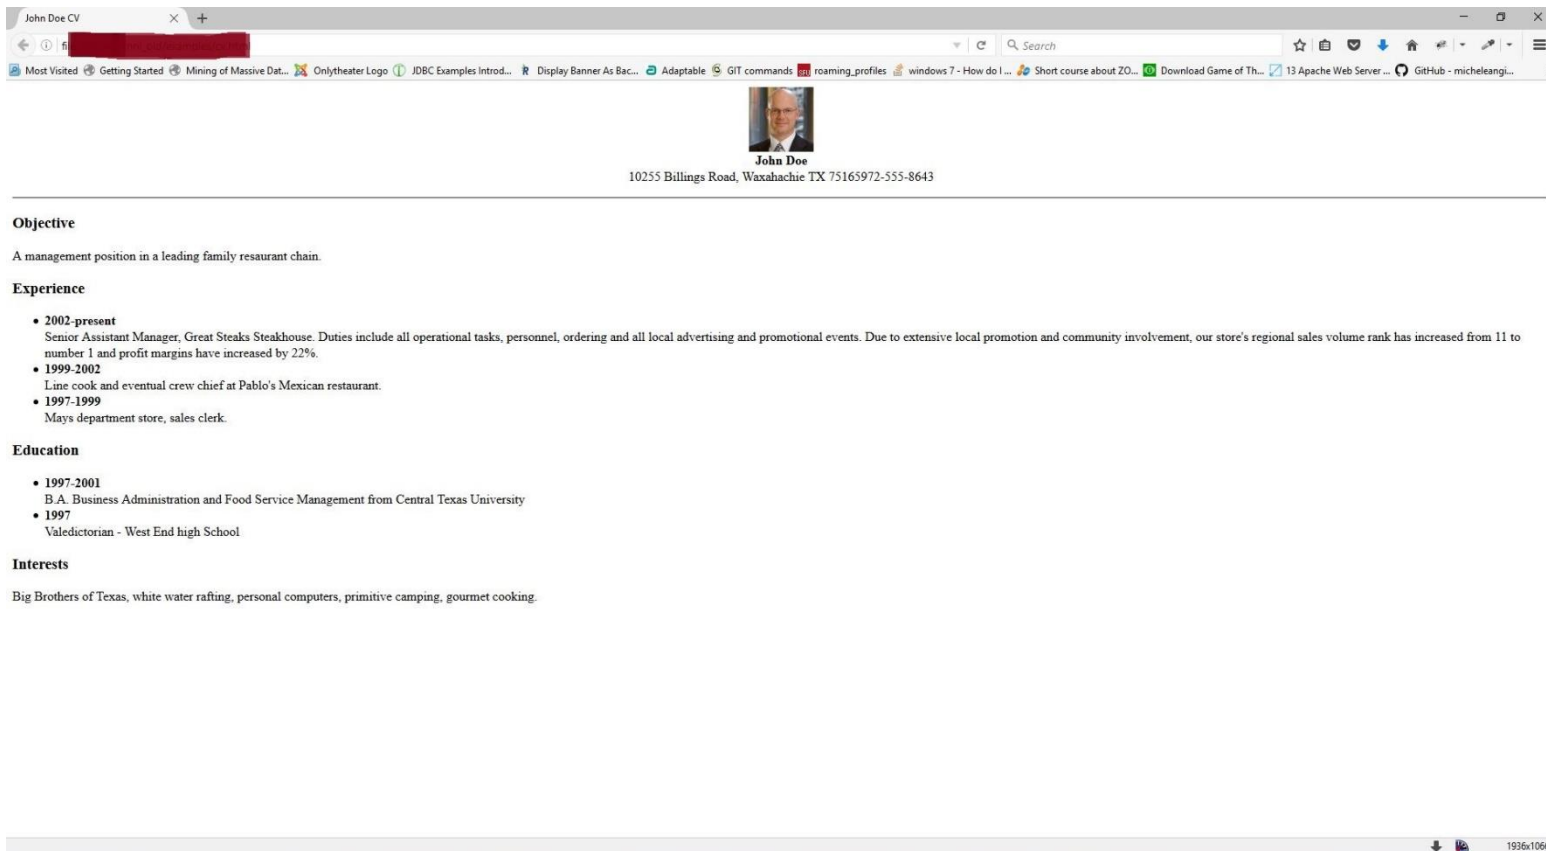 John Doe CV
fi
Search
Most Visited Getting Started Mining of Massive Dat... Onlytheater Logo JDBC Examples Introd... Display Banner As Bac... Adaptable GIT commands roaming_profiles windows 7 - How do I ... Short course about ZO... Download Game of Th... 13 Apache Web Server ... GitHub - micheleangi...
John Doe
10255 Billings Road, Waxahachie TX 75165972-555-8643
Objective
A management position in a leading family resaurant chain.
Experience
2002-present
Senior Assistant Manager, Great Steaks Steakhouse. Duties include all operational tasks, personnel, ordering and all local advertising and promotional events. Due to extensive local promotion and community involvement, our store's regional sales volume rank has increased from 11 to
number 1 and profit margins have increased by 22%.
1999-2002
Line cook and eventual crew chief at Pablo's Mexican restaurant.
1997-1999
Mays department store, sales clerk.
Education
1997-2001
B.A. Business Administration and Food Service Management from Central Texas University
1997
Valedictorian - West End high School
Interests
Big Brothers of Texas, white water rafting, personal computers, primitive camping, gourmet cooking.
1936x106